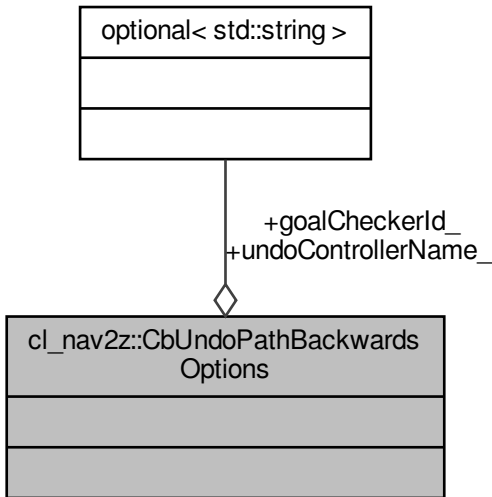 optional< std::string >
+goalCheckerId_
+undoControllerName_
cl_nav2z::CbUndoPathBackwards
Options